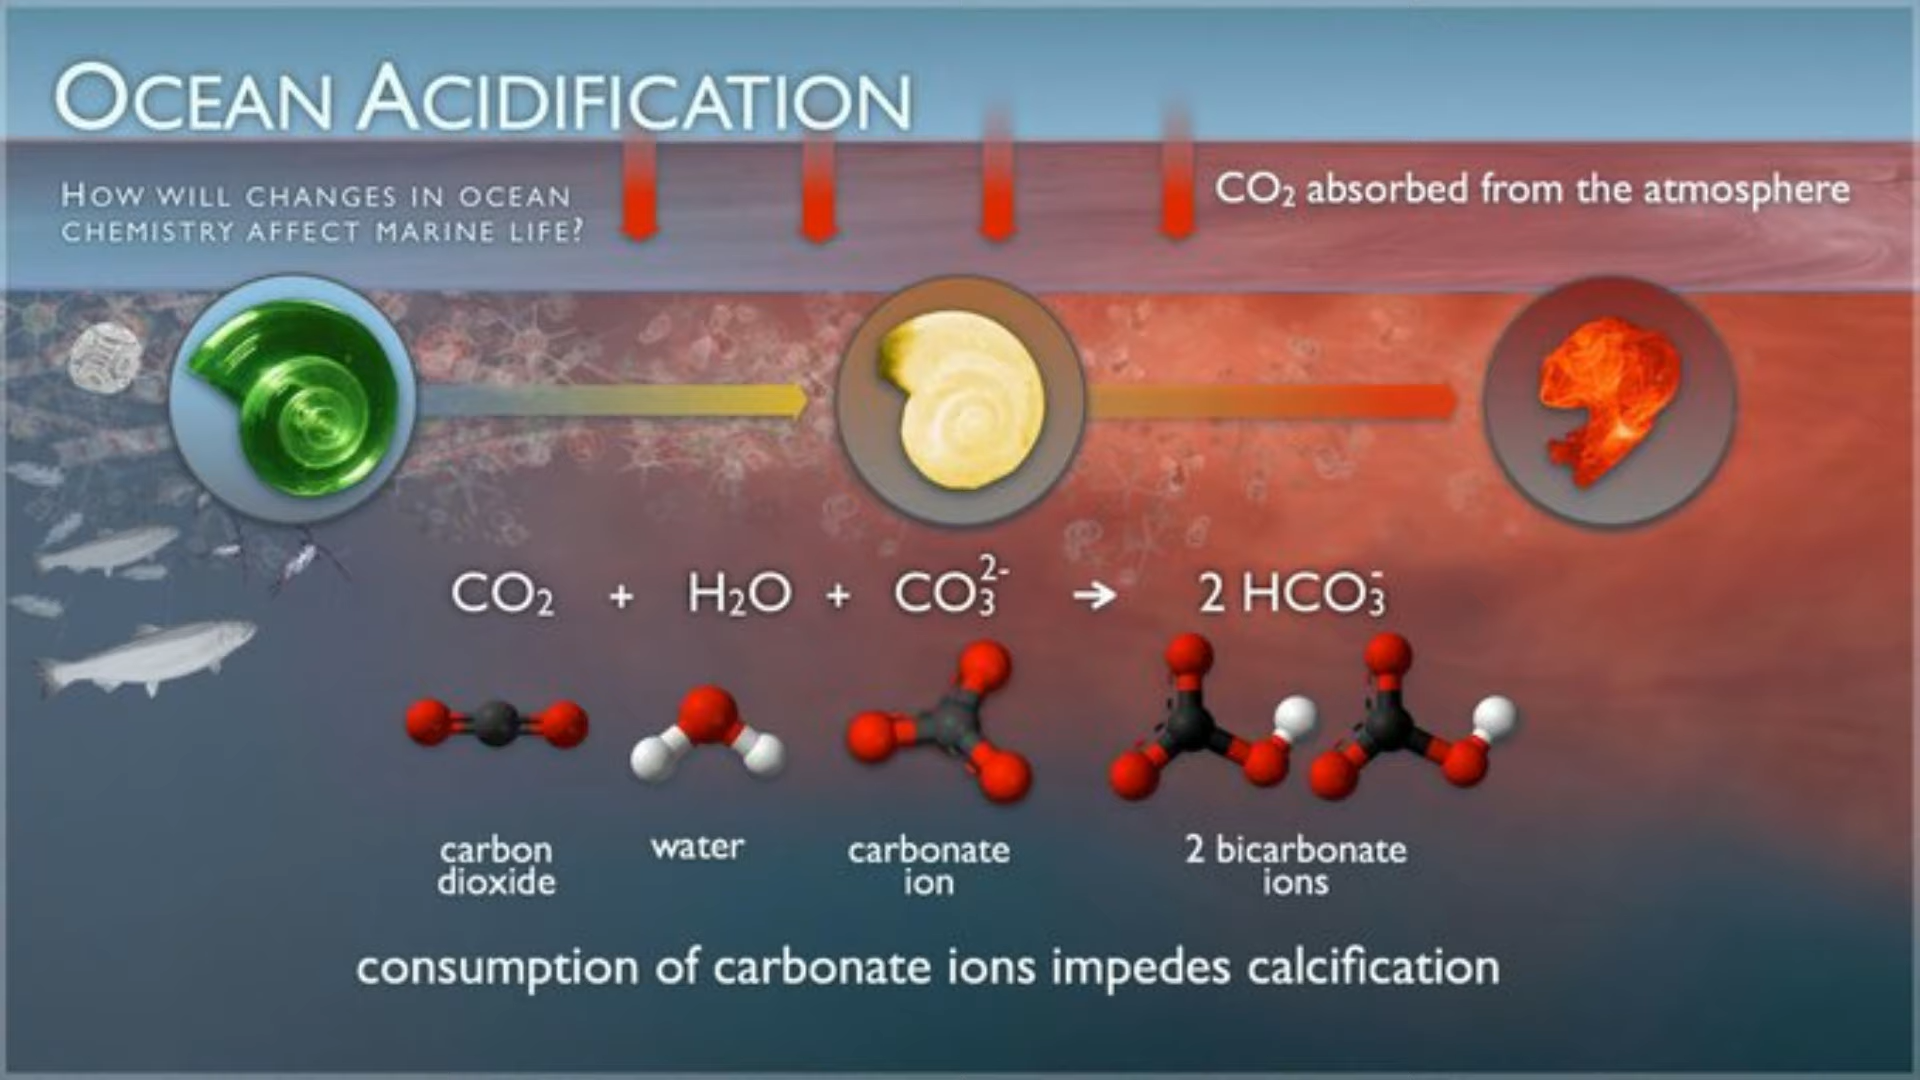 OCEAN ACIDIFICATION
HOW WILL CHANGES IN OCEAN
CHEMISTRY AFFECT MARINE LIFE?
CO₂ absorbed from the atmosphere
CO₂ + H₂O + CO₃²⁻ → 2 HCO₃⁻
carbon
dioxide
water
carbonate
ion
2 bicarbonate
ions
consumption of carbonate ions impedes calcification